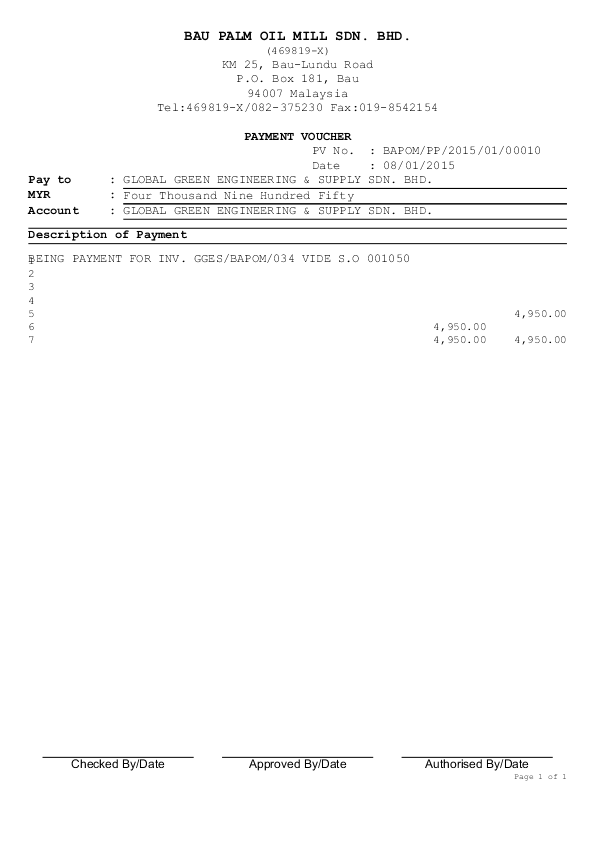 BAU PALM OIL MILL SDN. BHD.
(469819-X)
KM 25, Bau-Lundu Road
P.O. Box 181, Bau
94007 Malaysia
Tel:469819-X/082-375230 Fax:019-8542154
PAYMENT VOUCHER
PV No. : BAPOM/PP/2015/01/00010
Date : 08/01/2015
Pay to : GLOBAL GREEN ENGINEERING & SUPPLY SDN. BHD.
MYR : Four Thousand Nine Hundred Fifty
Account : GLOBAL GREEN ENGINEERING & SUPPLY SDN. BHD.
Description of Payment
1 BEING PAYMENT FOR INV. GGES/BAPOM/034 VIDE S.O 001050
2
3
4
5 4,950.00
6 4,950.00
7 4,950.00 4,950.00
Checked By/Date Approved By/Date Authorised By/Date
Page 1 of 1